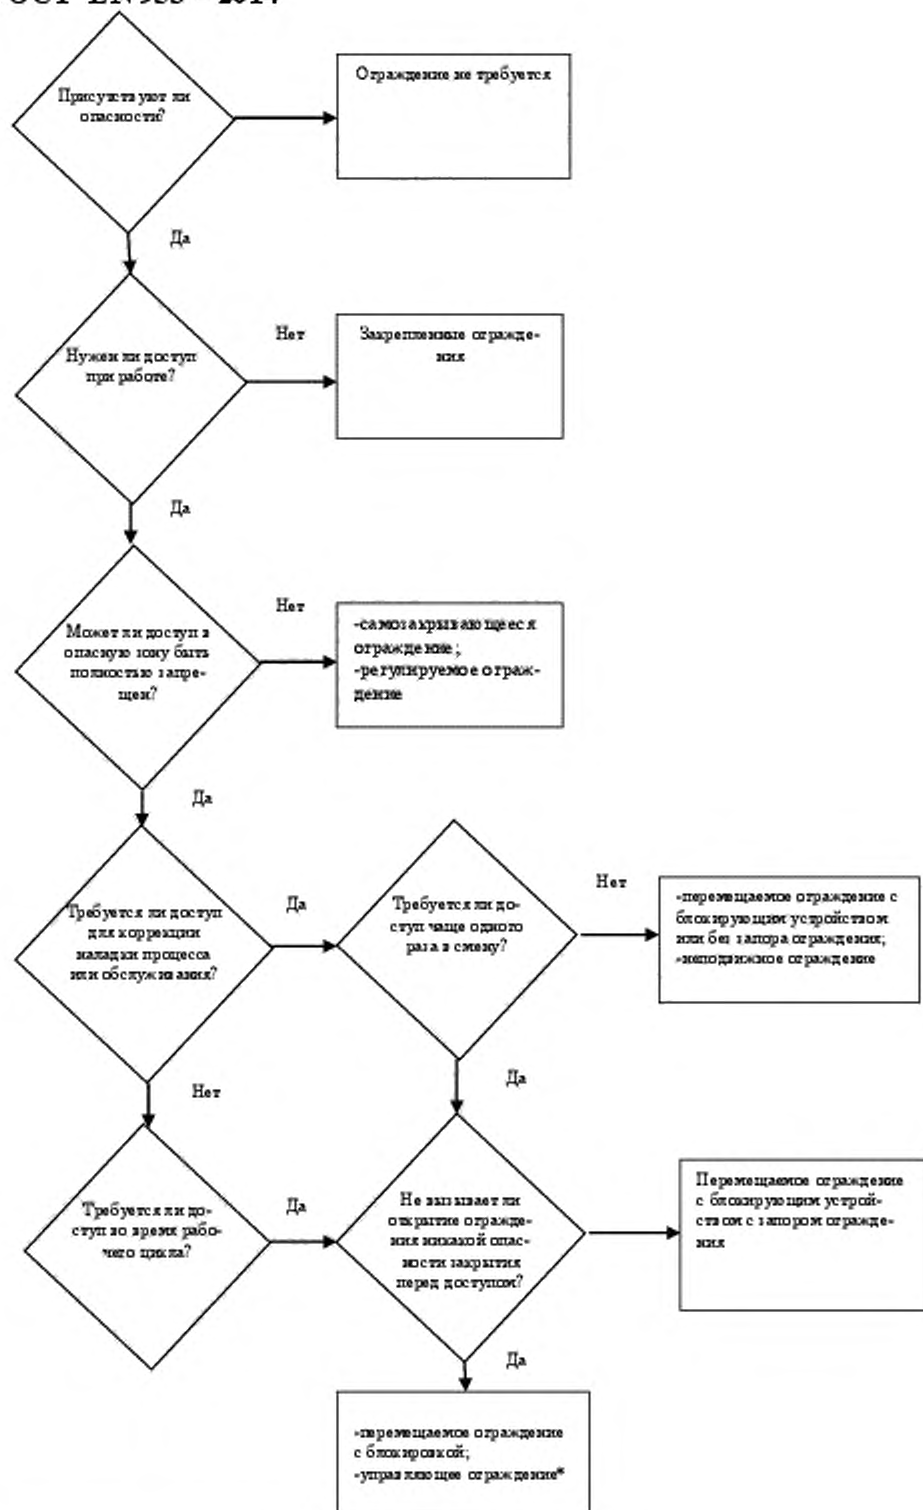 Присутствуют ли
опасности?
Ограждение не требуется
Да
Нужен ли доступ
при работе?
Нет
Закрепленные огражде-
ния
Да
Может ли доступ в
опасную зону быть
полностью запре-
щен?
Нет
-самозакрывающееся
ограждение;
-регулируемое ограж-
дение
Да
Требуется ли доступ
для коррекции
наладки процесса
или обслуживания?
Да
Требуется ли до-
ступ чаще одного
раза в смену?
Нет
-перемещаемое ограждение с
блокирующим устройством
или без запора ограждения;
-неподвижное ограждение
Нет
Да
Требуется ли до-
ступ во время рабо-
чего цикла?
Да
Не вызывает ли
открытие огражде-
ния никакой опас-
ности закрытия
перед доступом?
Перемещаемое ограждение
с блокирующим устрой-
ством с запором огражде-
ния
Да
-перемещаемое ограждение
с блокировкой;
-управляющее ограждение*